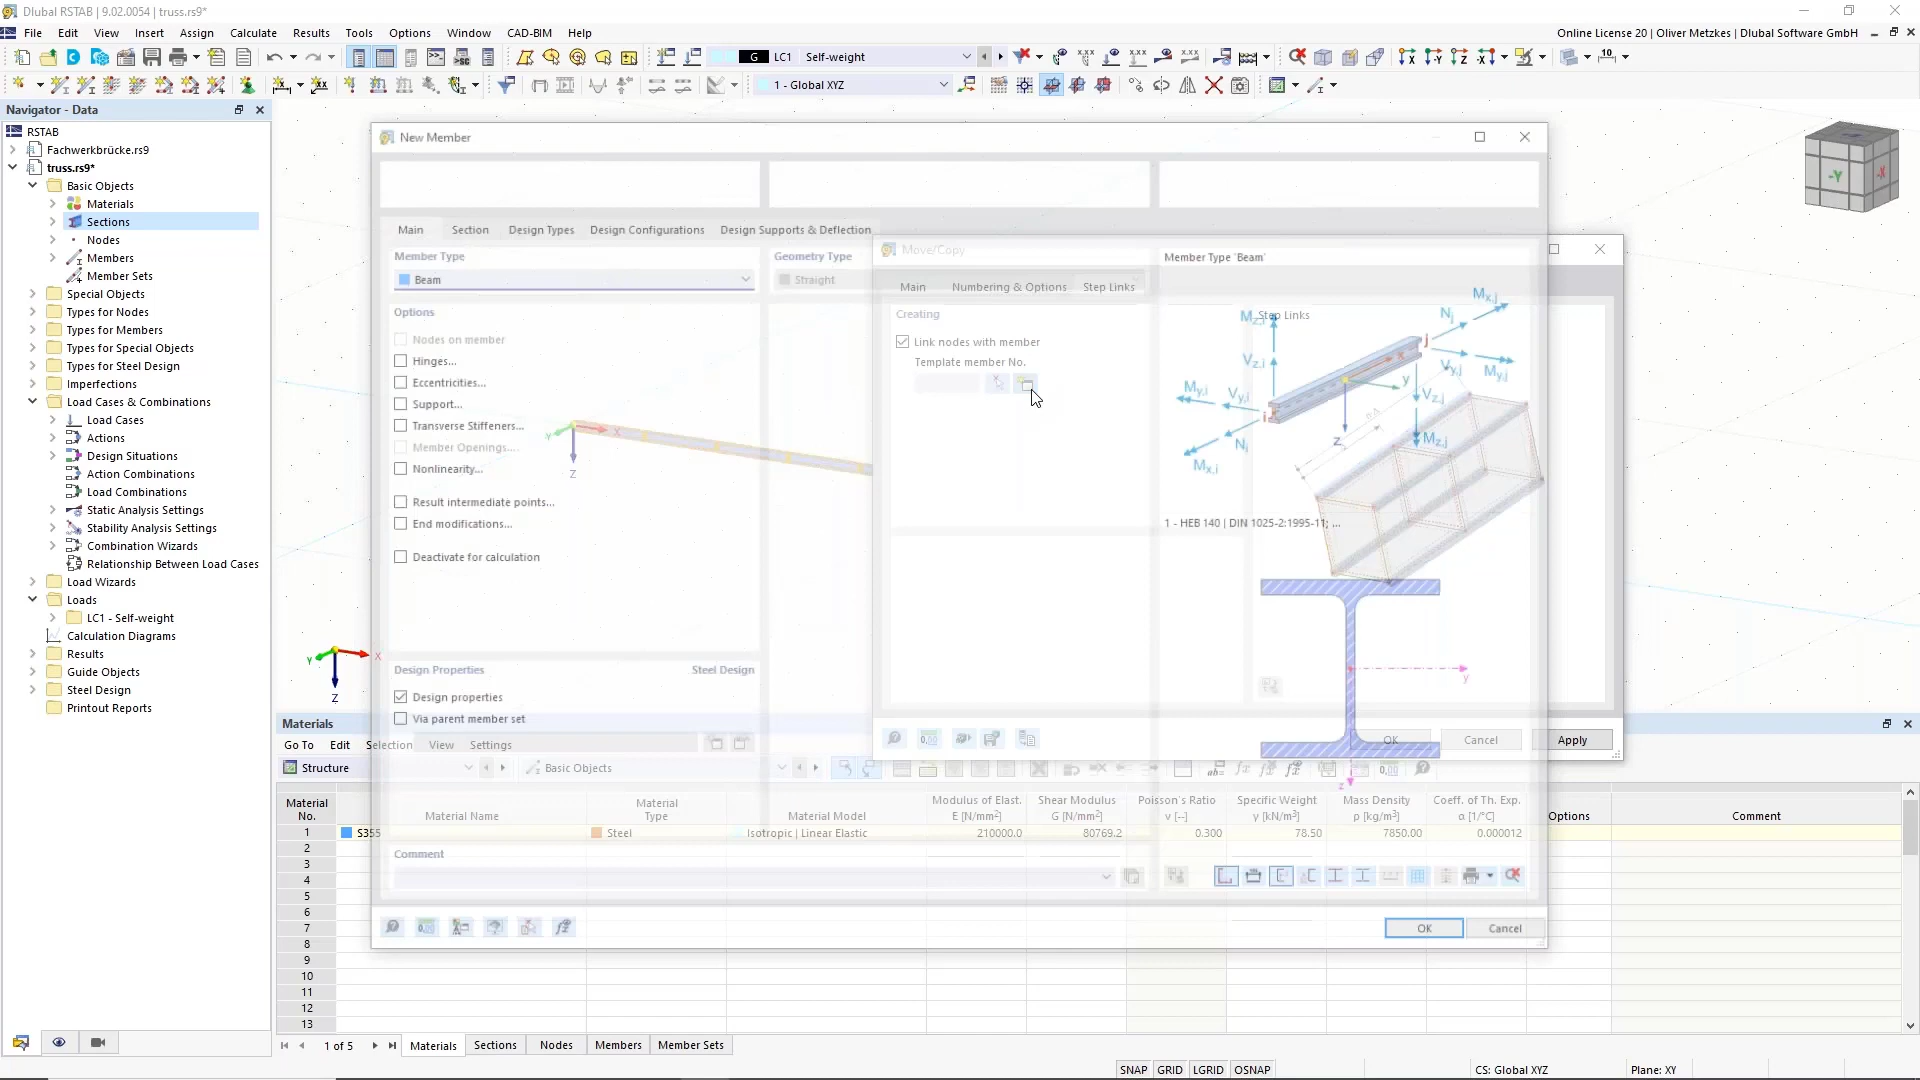 Dlubal RSTAB | 9.02.0054 | truss.rs9*
File Edit View Insert Assign Calculate Results Tools Options Window CAD-BIM Help
Online License 20 | Oliver Metzkes | Dlubal Software GmbH
G LC1 Self-weight
1 - Global XYZ
Navigator - Data
RSTAB
Fachwerkbrücke.rs9
truss.rs9*
Basic Objects
Materials
Sections
Nodes
Members
Member Sets
Special Objects
Types for Nodes
Types for Members
Types for Special Objects
Types for Steel Design
Imperfections
Load Cases & Combinations
Load Cases
Actions
Design Situations
Action Combinations
Load Combinations
Static Analysis Settings
Stability Analysis Settings
Combination Wizards
Relationship Between Load Cases
Load Wizards
Loads
LC1 - Self-weight
Calculation Diagrams
Results
Guide Objects
Steel Design
Printout Reports
New Member
Main Section Design Types Design Configurations Design Supports & Deflection
Member Type
Beam
Geometry Type
Straight
Options
Nodes on member
Hinges...
Eccentricities...
Support...
Transverse Stiffeners...
Member Openings...
Nonlinearity...
Result intermediate points...
End modifications...
Deactivate for calculation
Design Properties Steel Design
Design properties
Via parent member set
Comment
Member Type 'Beam'
Mx,j
Nj
Vy,j
My,j
Vz,j
Mz,j
Mz,i
Vz,i
My,i
Vy,i
Ni
Mx,i
i
j
x
y
z
1 - HEB 140 | DIN 1025-2:1995-11; ...
y
z
OK Cancel
Move/Copy
Main Numbering & Options Step Links
Creating
Link nodes with member
Template member No.
Step Links
OK Cancel Apply
Y X Z
Y X Z
-Y -X
Materials
Go To Edit Selection View Settings
Structure
Basic Objects
Material No. Material Name Material Type Material Model Modulus of Elast. E [N/mm²] Shear Modulus G [N/mm²] Poisson's Ratio ν [--] Specific Weight γ [kN/m³] Mass Density ρ [kg/m³] Coeff. of Th. Exp. α [1/°C] Options Comment
1 S355 Steel Isotropic | Linear Elastic 210000.0 80769.2 0.300 78.50 7850.00 0.000012
2
3
4
5
6
7
8
9
10
11
12
13
1 of 5 Materials Sections Nodes Members Member Sets
SNAP GRID LGRID OSNAP CS: Global XYZ Plane: XY